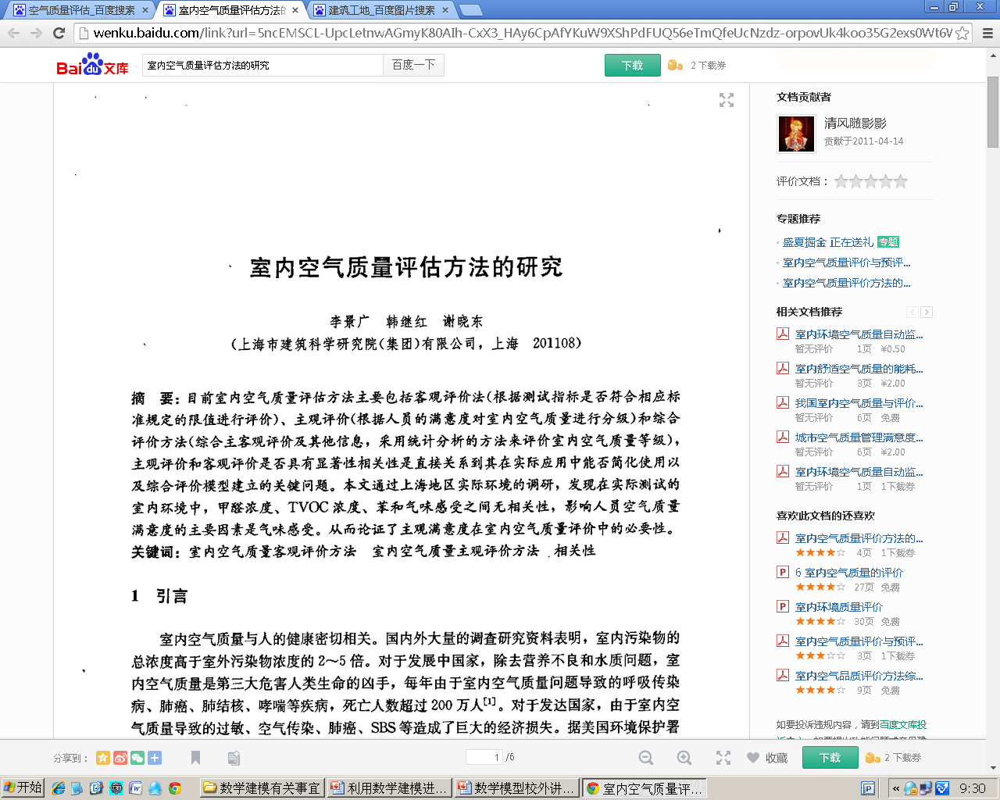 空气质量评估_百度搜索
室内空气质量评估方法的
建筑工地_百度图片搜索
wenku.baidu.com/link?url=5ncEMSCL-UpcLetnwAGmyK80AIh-CxX3_HAy6CpAfYKuW9XShPdFUQ56eTmQfeUcNzdz-orpovUk4koo35G2exs0Wt6W
Bai du 文库
室内空气质量评估方法的研究
百度一下
下载
2 下载券
室内空气质量评估方法的研究
李景广 韩继红 谢晓东
(上海市建筑科学研究院(集团)有限公司，上海 201108)
摘 要：目前室内空气质量评估方法主要包括客观评价法(根据测试指标是否符合相应标
准规定的限值进行评价)、主观评价(根据人员的满意度对室内空气质量进行分级)和综合
评价方法(综合主客观评价及其他信息，采用统计分析的方法来评价室内空气质量等级)，
主观评价和客观评价是否具有显著性相关性是直接关系到其在实际应用中能否简化使用以
及综合评价模型建立的关键问题。本文通过上海地区实际环境的调研，发现在实际测试的
室内环境中，甲醛浓度、TVOC 浓度、苯和气味感受之间无相关性，影响人员空气质量
满意度的主要因素是气味感受。从而论证了主观满意度在室内空气质量评价中的必要性。
关键词：室内空气质量客观评价方法 室内空气质量主观评价方法 相关性
1 引言
室内空气质量与人的健康密切相关。国内外大量的调查研究资料表明，室内污染物的
总浓度高于室外污染物浓度的 2～5 倍。对于发展中国家，除去营养不良和水质问题，室
内空气质量是第三大危害人类生命的凶手，每年由于室内空气质量问题导致的呼吸传染
病、肺癌、肺结核、哮喘等疾病，死亡人数超过 200 万人[1]。对于发达国家，由于室内空
气质量导致的过敏、空气传染、肺癌、SBS 等造成了巨大的经济损失。据美国环境保护署
文档贡献者
清风随影影
贡献于2011-04-14
评价文档：
专题推荐
盛夏掘金 正在送礼 专题
室内空气质量评价与预评...
室内空气质量评价方法的...
相关文档推荐
室内环境空气质量自动监...
暂无评价 1页 ¥0.50
室内舒适空气质量的能耗...
暂无评价 3页 ¥2.00
我国室内空气质量与评价...
暂无评价 6页 免费
城市空气质量管理满意度...
暂无评价 6页 ¥2.00
室内环境空气质量自动监...
暂无评价 1页 1下载券
喜欢此文档的还喜欢
室内空气质量评价方法的...
4页 1下载券
6 室内空气质量的评价
27页 免费
室内环境质量评价
30页 免费
室内空气质量评价与预评...
3页 1下载券
室内空气品质评价方法综...
9页 免费
如要投诉违规内容，请到百度文库投
分享到：
1 /6
收藏
下载
2 下载券
开始
数学建模有关事宜
利用数学建模进...
数学模型校外讲...
室内空气质量评...
9:30